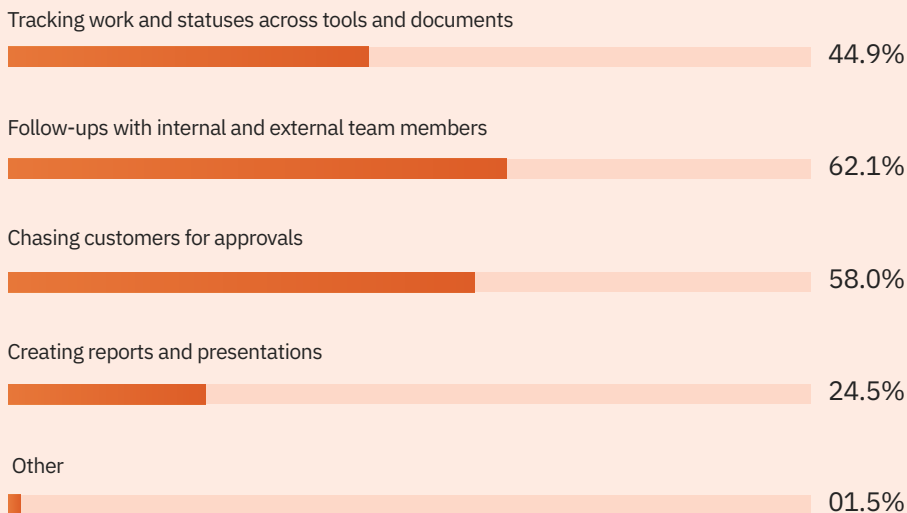 Tracking work and statuses across tools and documents
44.9%
Follow-ups with internal and external team members
62.1%
Chasing customers for approvals
58.0%
Creating reports and presentations
24.5%
Other
01.5%